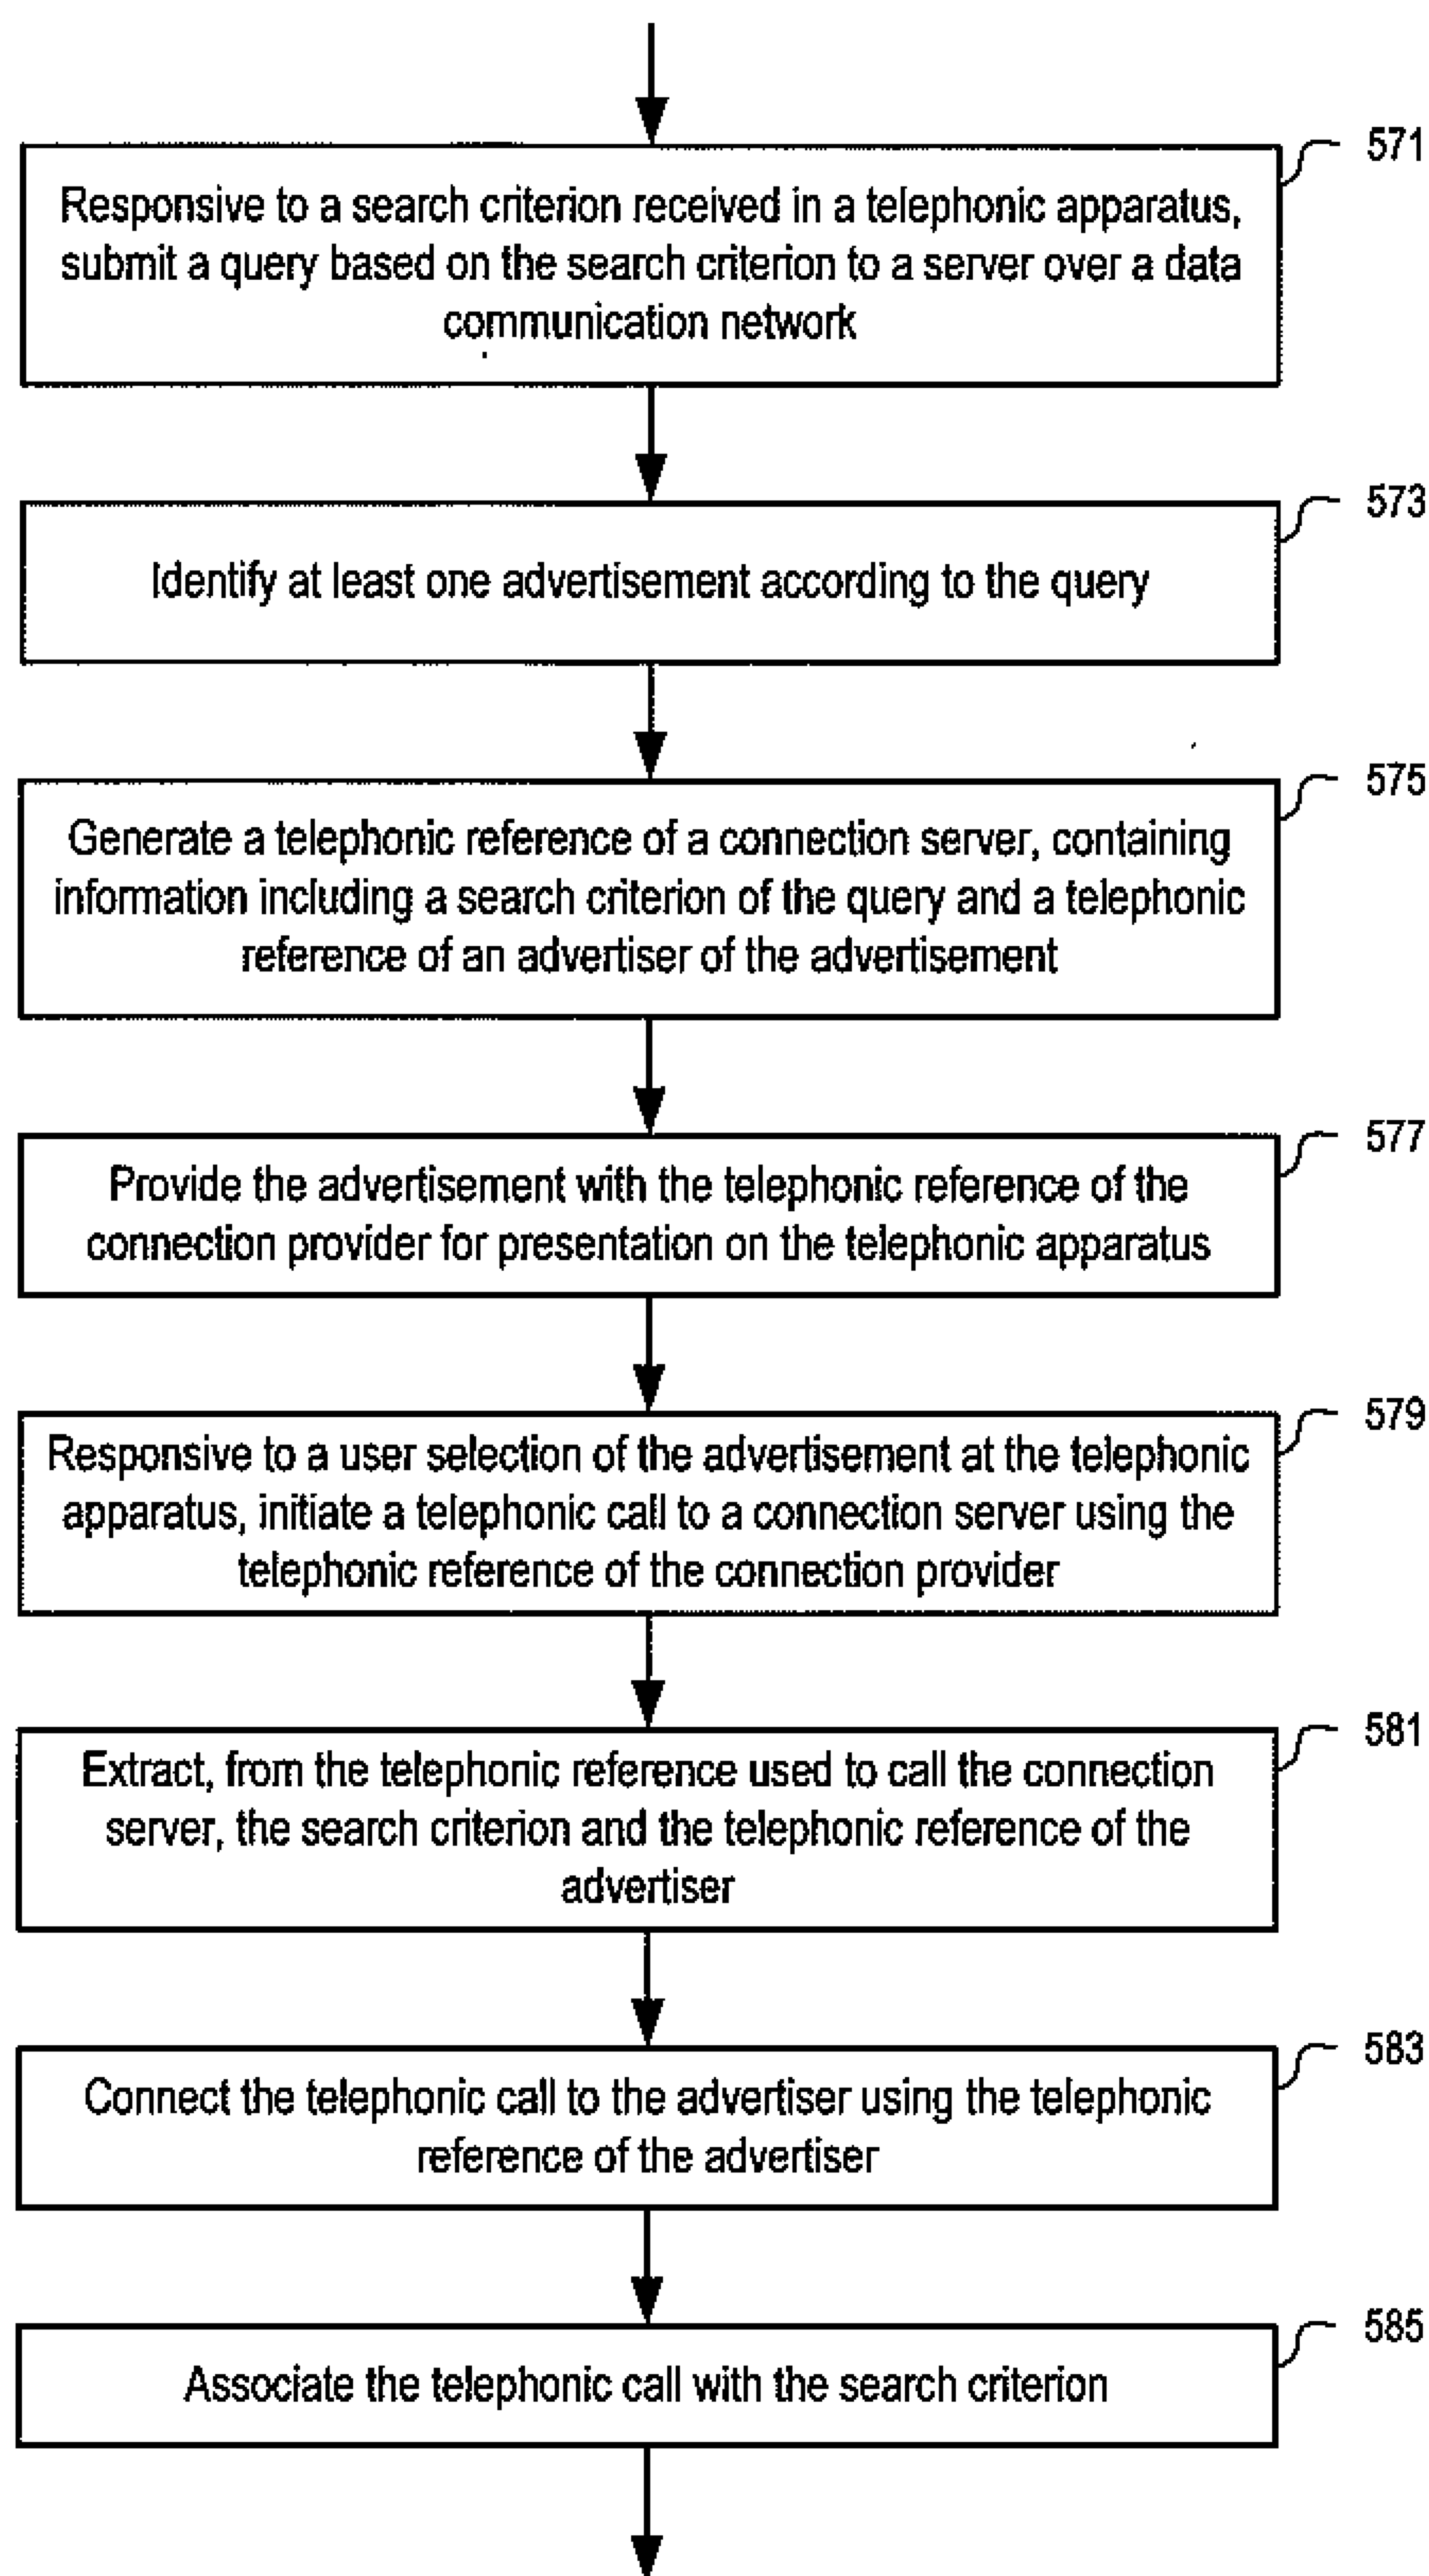 571
Responsive to a search criterion received in a telephonic apparatus,
submit a query based on the search criterion to a server over a data
communication network
573
Identify at least one advertisement according to the query
575
Generate a telephonic reference of a connection server, containing
information including a search criterion of the query and a telephonic
reference of an advertiser of the advertisement
577
Provide the advertisement with the telephonic reference of the
connection provider for presentation on the telephonic apparatus
579
Responsive to a user selection of the advertisement at the telephonic
apparatus, initiate a telephonic call to a connection server using the
telephonic reference of the connection provider
581
Extract, from the telephonic reference used to call the connection
server, the search criterion and the telephonic reference of the
advertiser
583
Connect the telephonic call to the advertiser using the telephonic
reference of the advertiser
585
Associate the telephonic call with the search criterion